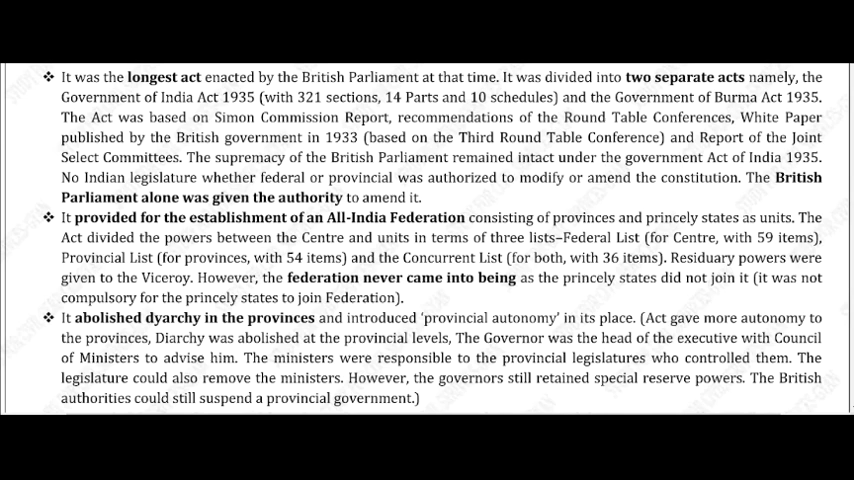 ❖ It was the longest act enacted by the British Parliament at that time. It was divided into two separate acts namely, the
Government of India Act 1935 (with 321 sections, 14 Parts and 10 schedules) and the Government of Burma Act 1935.
The Act was based on Simon Commission Report, recommendations of the Round Table Conferences, White Paper
published by the British government in 1933 (based on the Third Round Table Conference) and Report of the Joint
Select Committees. The supremacy of the British Parliament remained intact under the government Act of India 1935.
No Indian legislature whether federal or provincial was authorized to modify or amend the constitution. The British
Parliament alone was given the authority to amend it.
❖ It provided for the establishment of an All-India Federation consisting of provinces and princely states as units. The
Act divided the powers between the Centre and units in terms of three lists–Federal List (for Centre, with 59 items),
Provincial List (for provinces, with 54 items) and the Concurrent List (for both, with 36 items). Residuary powers were
given to the Viceroy. However, the federation never came into being as the princely states did not join it (it was not
compulsory for the princely states to join Federation).
❖ It abolished dyarchy in the provinces and introduced ‘provincial autonomy’ in its place. (Act gave more autonomy to
the provinces, Diarchy was abolished at the provincial levels, The Governor was the head of the executive with Council
of Ministers to advise him. The ministers were responsible to the provincial legislatures who controlled them. The
legislature could also remove the ministers. However, the governors still retained special reserve powers. The British
authorities could still suspend a provincial government.)